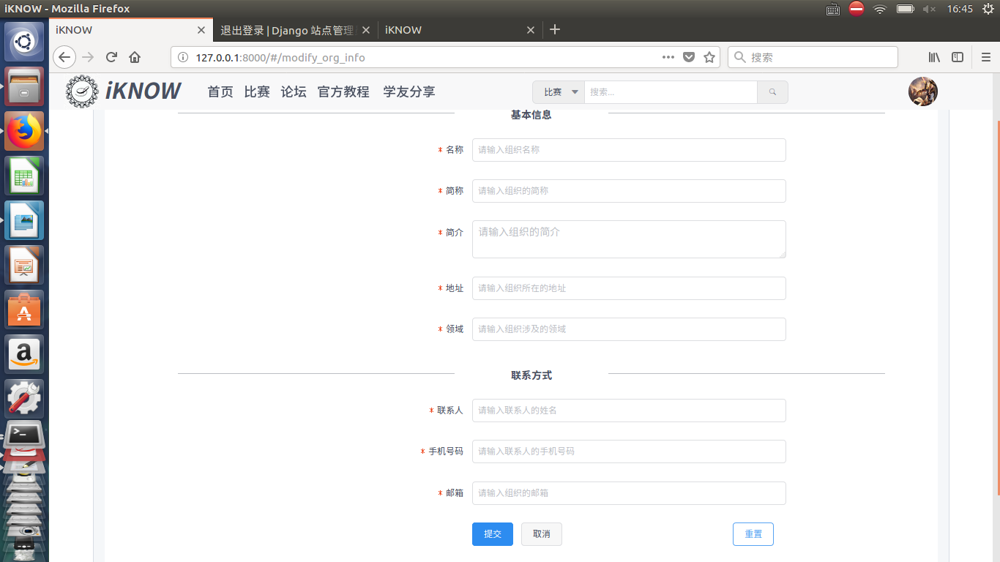 iKNOW - Mozilla Firefox
16:45
iKNOW
退出登录 | Django 站点管理
iKNOW
127.0.0.1:8000/#/modify_org_info
搜索
iKNOW
首页 比赛 论坛 官方教程 学友分享
比赛
搜索...
基本信息
* 名称 请输入组织名称
* 简称 请输入组织的简称
* 简介 请输入组织的简介
* 地址 请输入组织所在的地址
* 领域 请输入组织涉及的领域
联系方式
* 联系人 请输入联系人的姓名
* 手机号码 请输入联系人的手机号码
* 邮箱 请输入组织的邮箱
提交 取消 重置